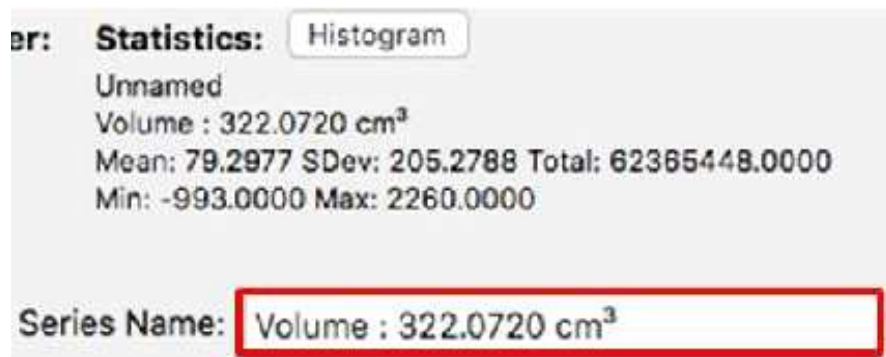 er: Statistics: Histogram
Unnamed
Volume : 322.0720 cm³
Mean: 79.2977 SDev: 205.2788 Total: 62365448.0000
Min: -993.0000 Max: 2260.0000
Series Name: Volume : 322.0720 cm³